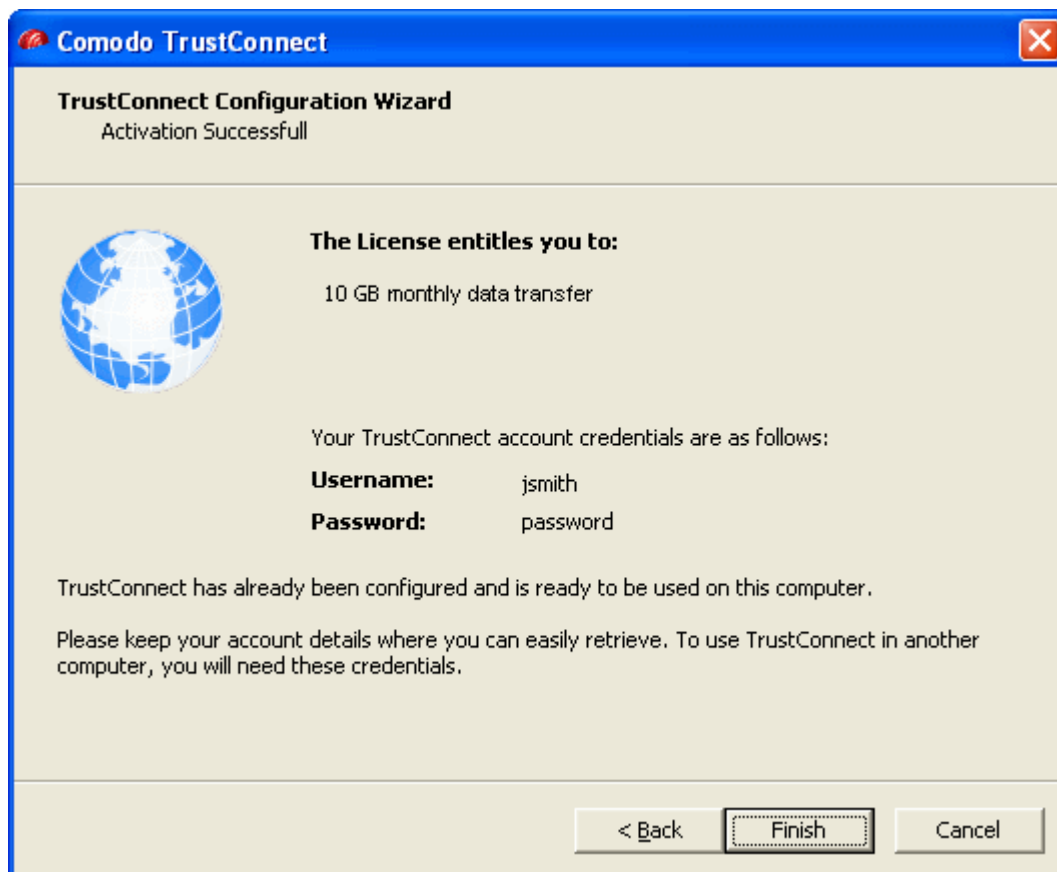 Comodo TrustConnect
TrustConnect Configuration Wizard
Activation Successfull
The License entitles you to:
10 GB monthly data transfer
Your TrustConnect account credentials are as follows:
Username: jsmith
Password: password
TrustConnect has already been configured and is ready to be used on this computer.
Please keep your account details where you can easily retrieve. To use TrustConnect in another
computer, you will need these credentials.
< Back Finish Cancel